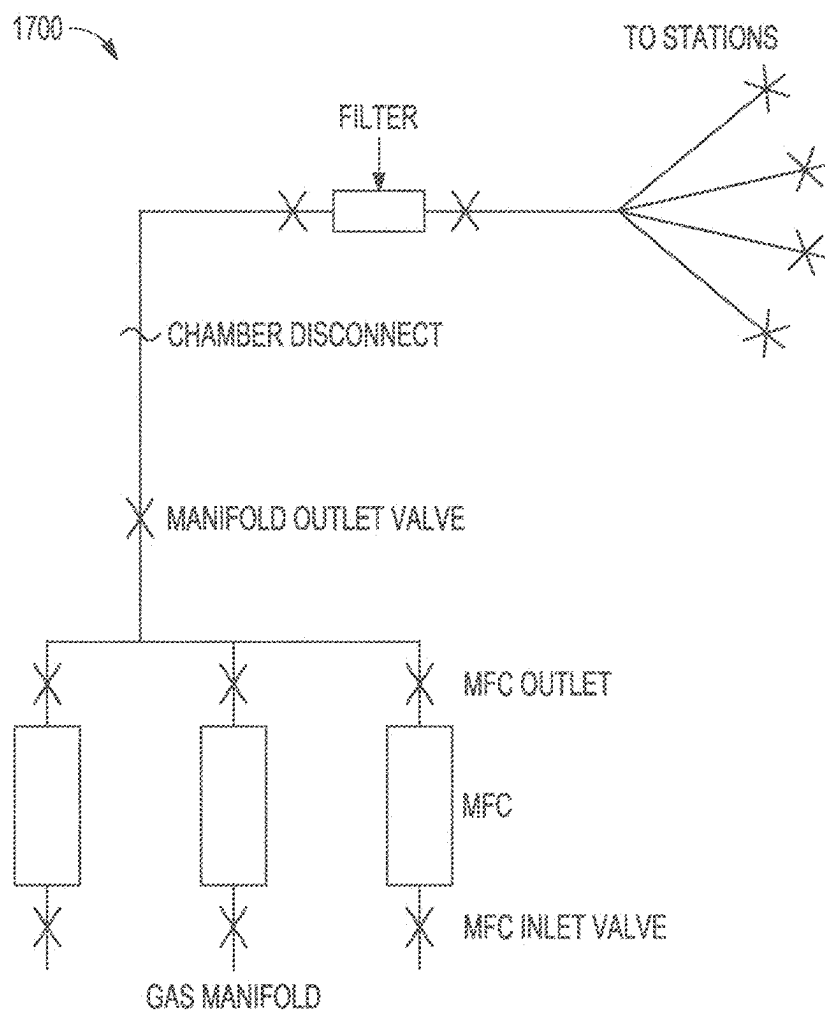 1700
TO STATIONS
FILTER
CHAMBER DISCONNECT
MANIFOLD OUTLET VALVE
MFC OUTLET
MFC
MFC INLET VALVE
GAS MANIFOLD